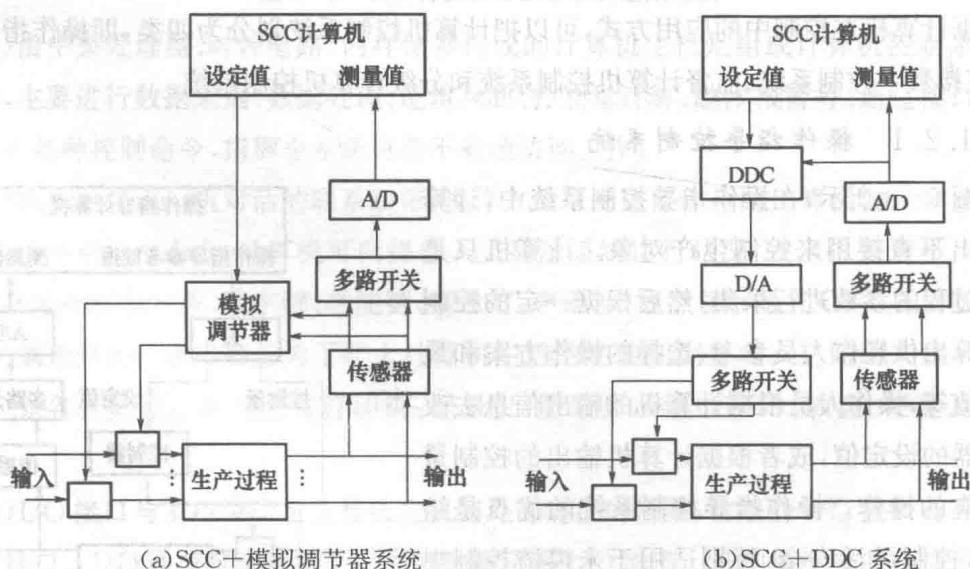 SCC计算机
设定值 测量值
A/D
多路开关
模拟
调节器
传感器
生产过程
输入
输出
(a)SCC+模拟调节器系统
SCC计算机
设定值 测量值
DDC
A/D
D/A
多路开关
传感器
多路开关
生产过程
输入
输出
(b)SCC+DDC 系统